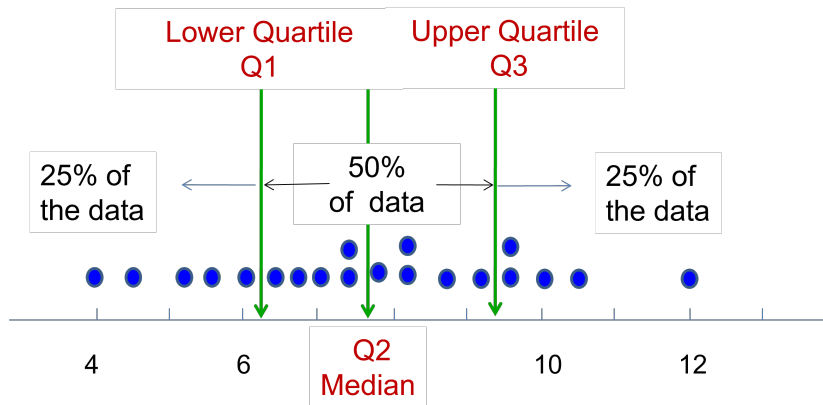 Lower Quartile
Q1
Upper Quartile
Q3
25% of
the data
50%
of data
25% of
the data
4
6
10
12
Q2
Median